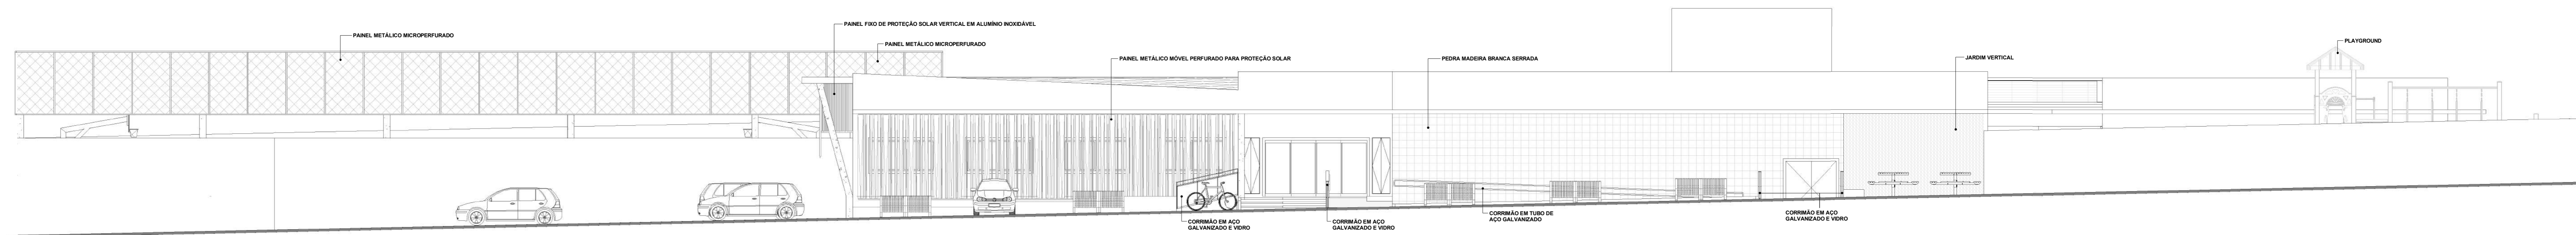 PAINEL METÁLICO MICROPERFURADO
PAINEL FIXO DE PROTEÇÃO SOLAR VERTICAL EM ALUMÍNIO INOXIDÁVEL
PAINEL METÁLICO MICROPERFURADO
PAINEL METÁLICO MÓVEL PERFURADO PARA PROTEÇÃO SOLAR
PEDRA MADEIRA BRANCA SERRADA
JARDIM VERTICAL
PLAYGROUND
CORRIMÃO EM AÇO
GALVANIZADO E VIDRO
CORRIMÃO EM AÇO
GALVANIZADO E VIDRO
CORRIMÃO EM TUBO DE
AÇO GALVANIZADO
CORRIMÃO EM AÇO
GALVANIZADO E VIDRO